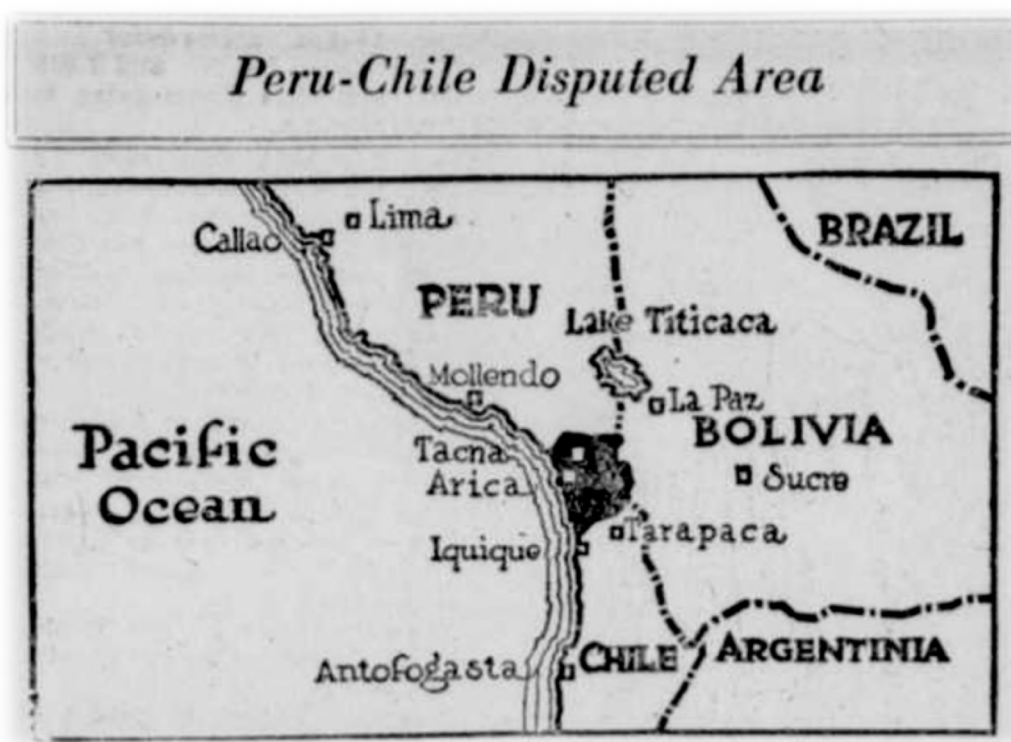 Peru-Chile Disputed Area
Lima
Callao
BRAZIL
PERU
Lake Titicaca
Mollendo
La Paz
BOLIVIA
Pacific
Ocean
Tacna
Arica
Sucre
Tarapaca
Iquique
CHILE
ARGENTINIA
Antofogasta